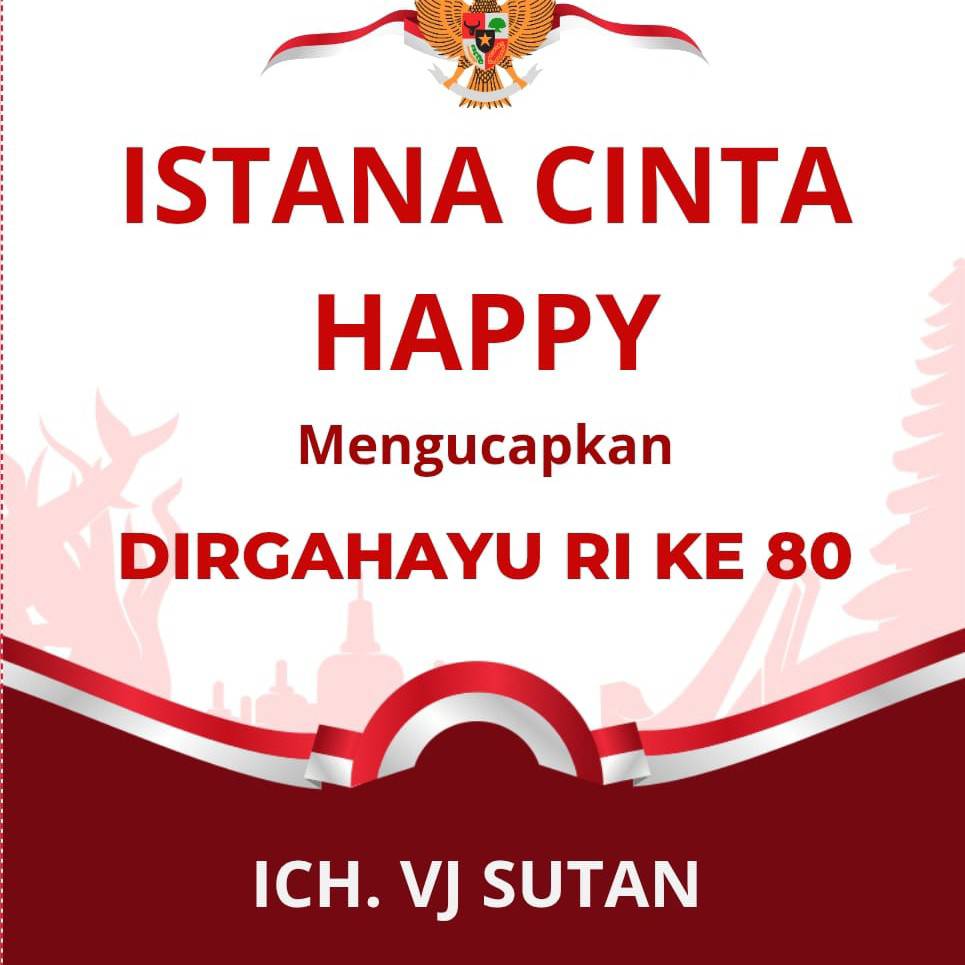 ISTANA CINTA
HAPPY
Mengucapkan
DIRGAHAYU RI KE 80
ICH. VJ SUTAN